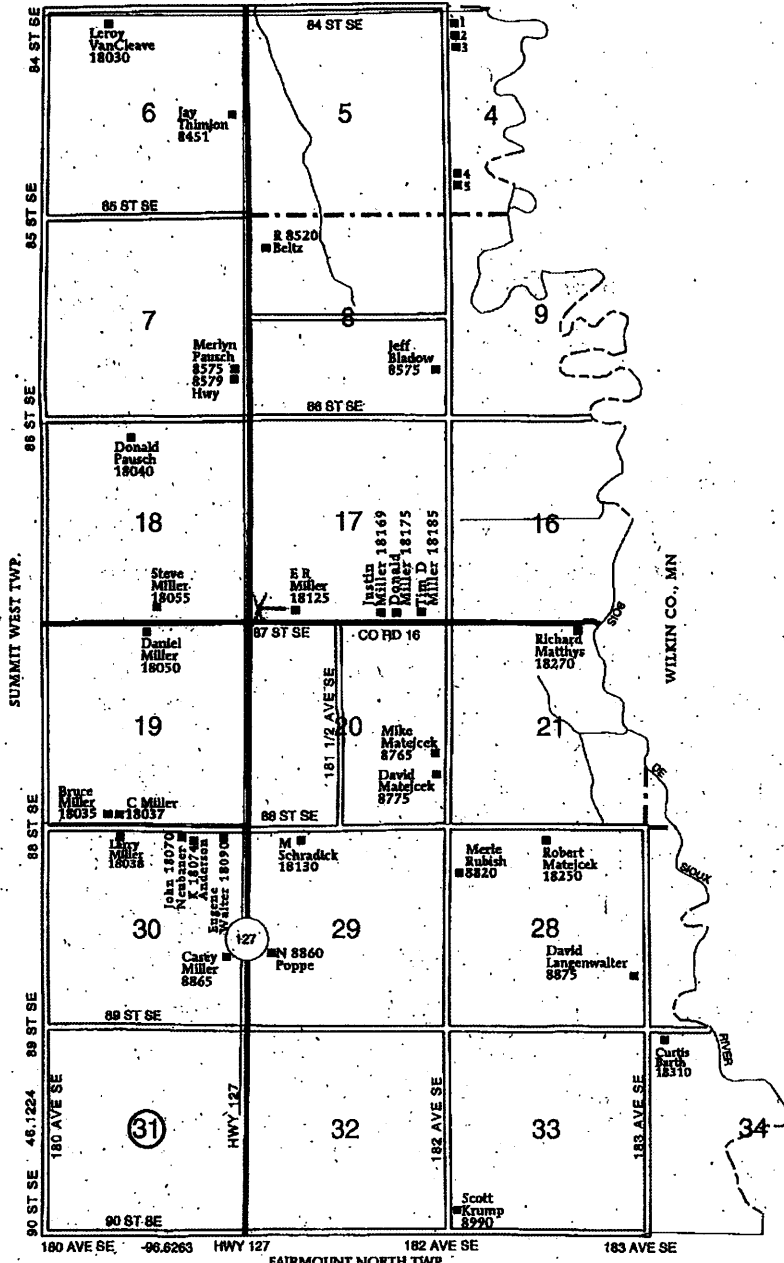 84 ST SE
84 ST SE
Leroy
VanCleave
18030
1
2
3
6
5
4
Jay
Thimjon
8451
4
5
85 ST SE
85 ST SE
R 8520
Beltz
7
8
9
Merlyn
Pausch
8575
8579
Hwy
Jeff
Bladow
8575
86 ST SE
86 ST SE
Donald
Pausch
18040
18
17
16
Justin
Miller 18169
Donald
Miller 18175
Tim D
Miller 18185
Steve
Miller
18055
E R
Miller
18125
SUMMIT WEST TWP.
WILKIN CO., MN
87 ST SE
CO RD 16
BOIS
Daniel
Miller
18050
Richard
Matthys
18270
19
181 1/2 AVE SE
20
21
Mike
Matejcek
8765
David
Matejcek
8775
DE
Bruce
Miller
18035
C Miller
18037
88 ST SE
88 ST SE
Larry
Miller
18038
John 18070
Neubauer
K 18074
Anderson
Eugene
Walter 18090
M
Schradick
18130
Merle
Rubish
8820
Robert
Matejcek
18250
SIOUX
30
127
29
28
Casey
Miller
8865
N 8860
Poppe
David
Langenwalter
8875
89 ST SE
89 ST SE
RIVER
Curtis
Barth
18310
46.1224
180 AVE SE
31
HWY 127
32
182 AVE SE
33
183 AVE SE
34
Scott
Krump
8990
90 ST SE
90 ST SE
180 AVE SE
-96.6263
HWY 127
182 AVE SE
183 AVE SE
FAIRMOUNT NORTH TWP.